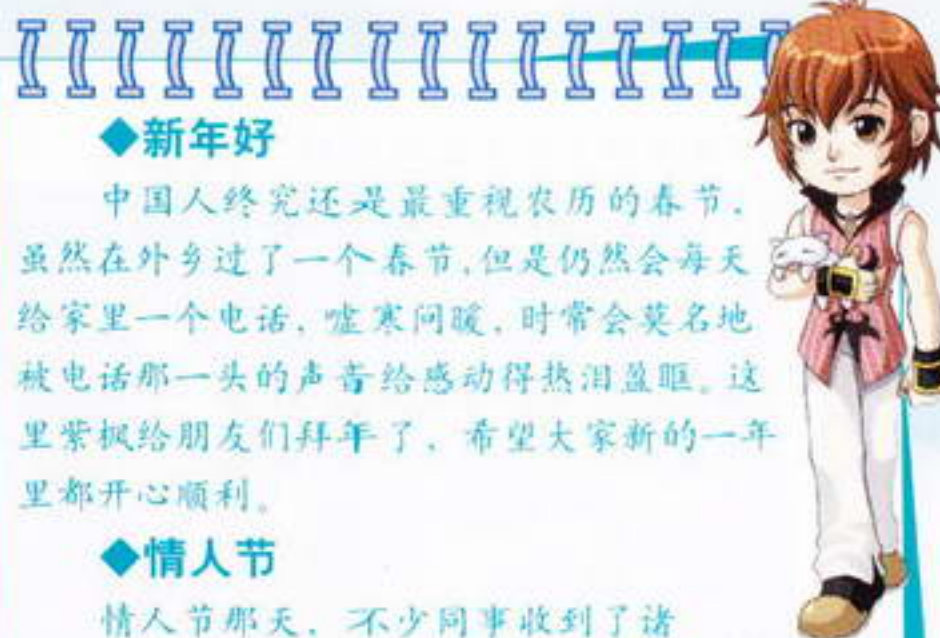 ◆新年好
中国人终究还是最重视农历的春节，
虽然在外乡过了一个春节，但是仍然会每天
给家里一个电话，嘘寒问暖，时常会莫名地
被电话那一头的声音给感动得热泪盈眶。这
里紫枫给朋友们拜年了，希望大家新的一年
里都开心顺利。
◆情人节
情人节那天，不少同事收到了诸